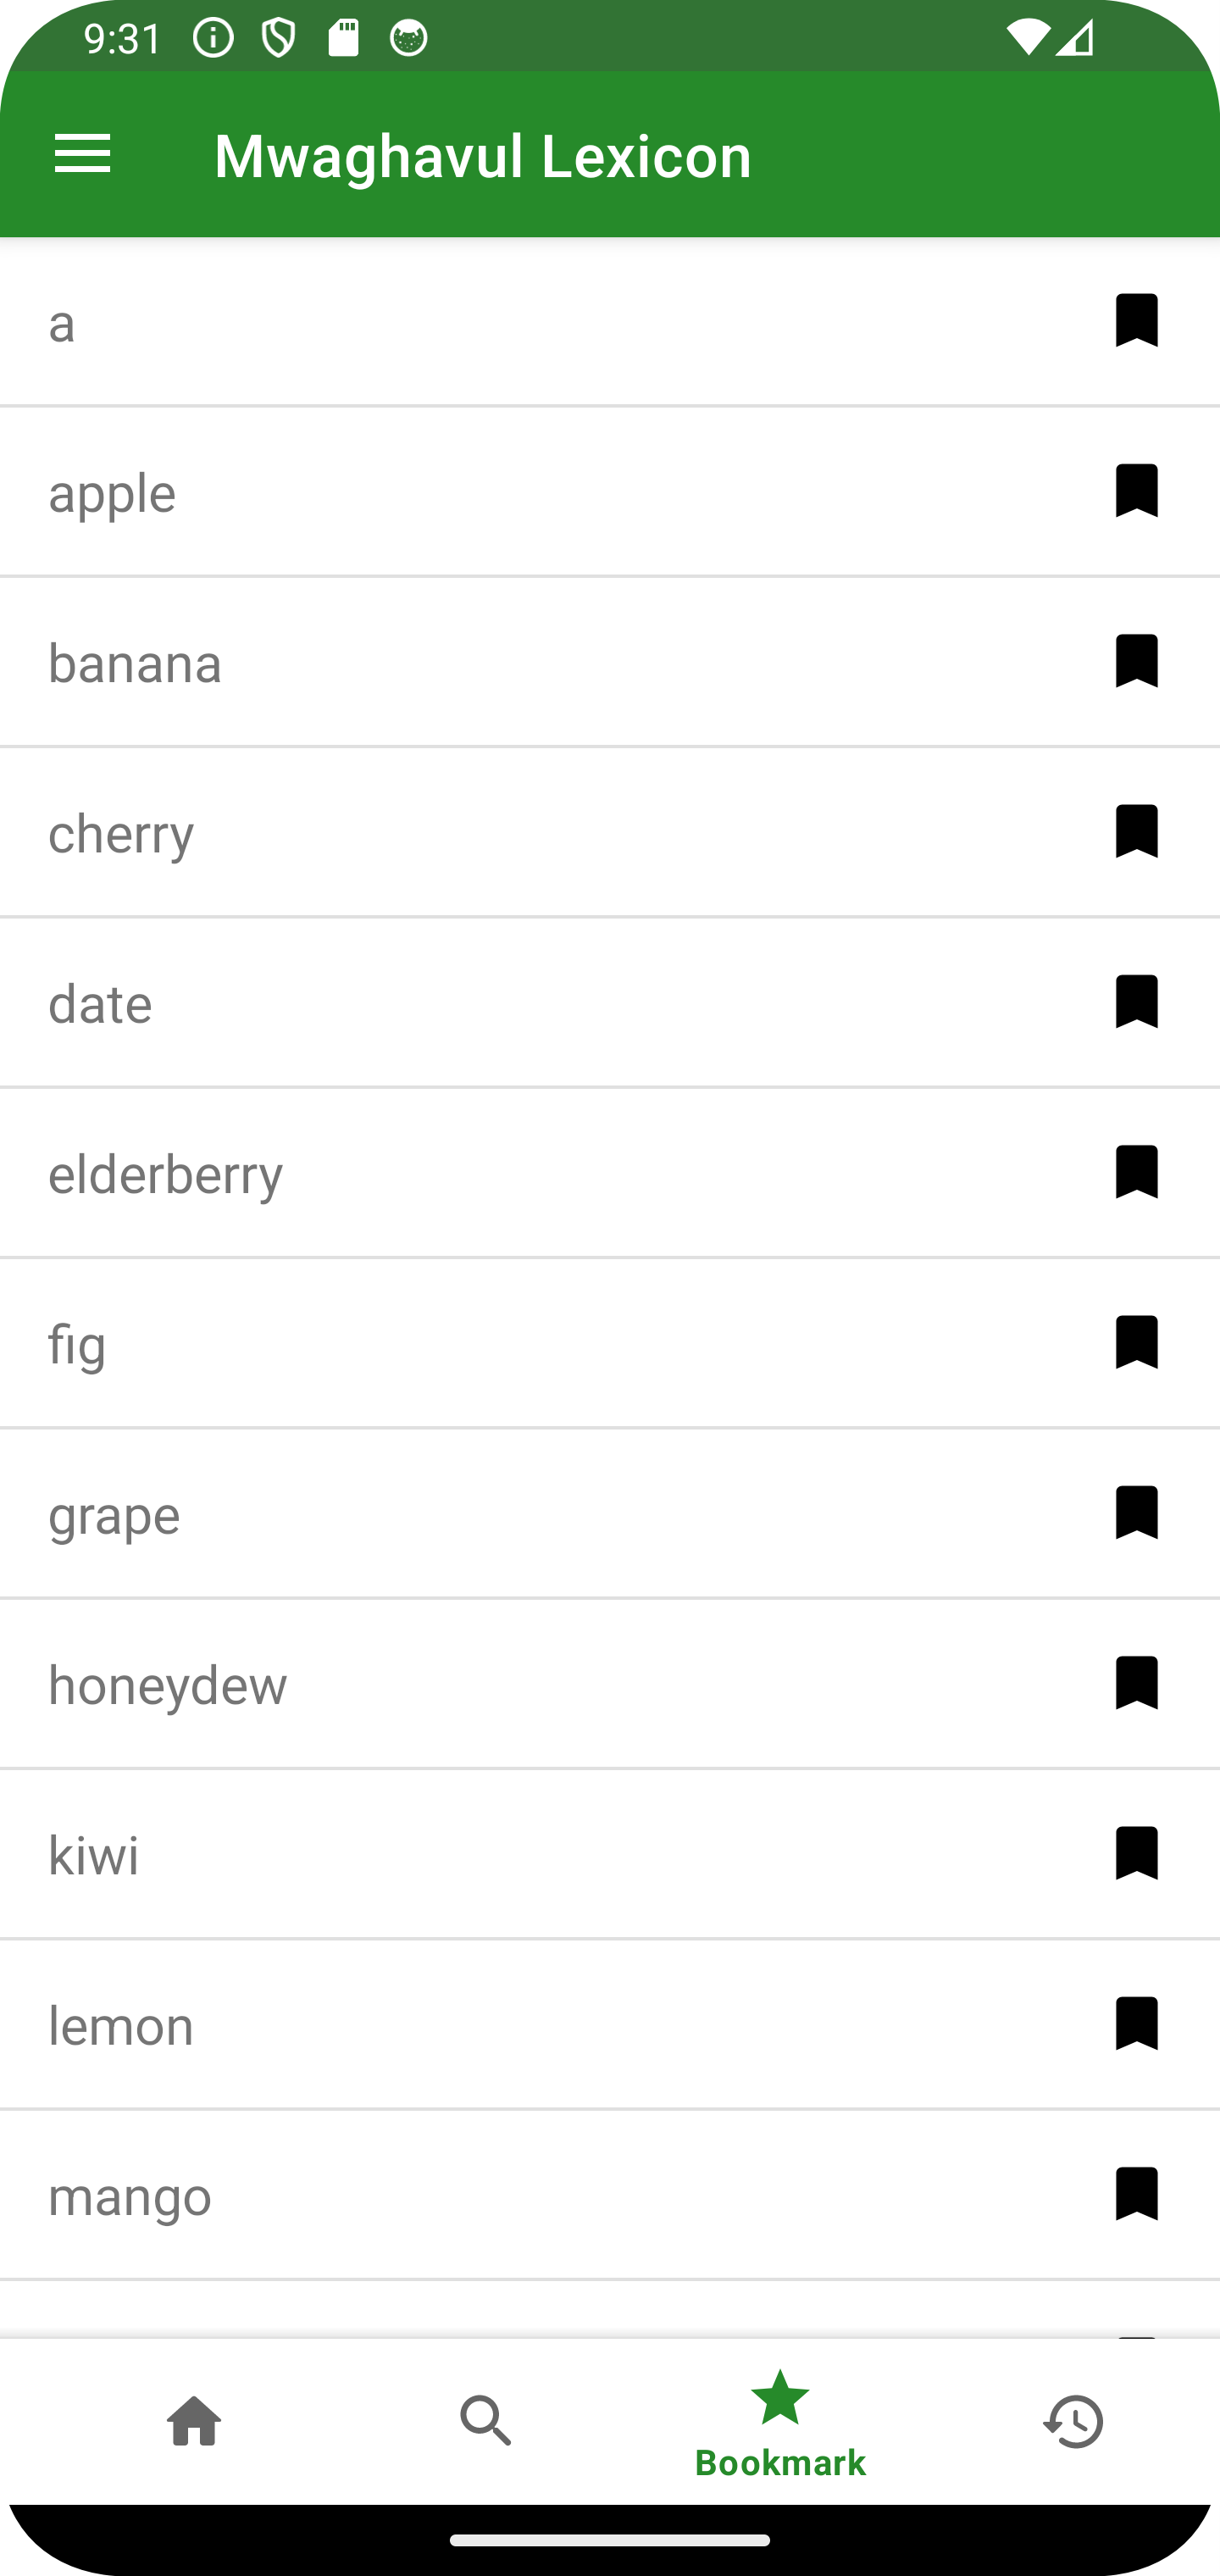 9:31
Mwaghavul Lexicon
a
apple
banana
cherry
date
elderberry
fig
grape
honeydew
kiwi
lemon
mango
Bookmark